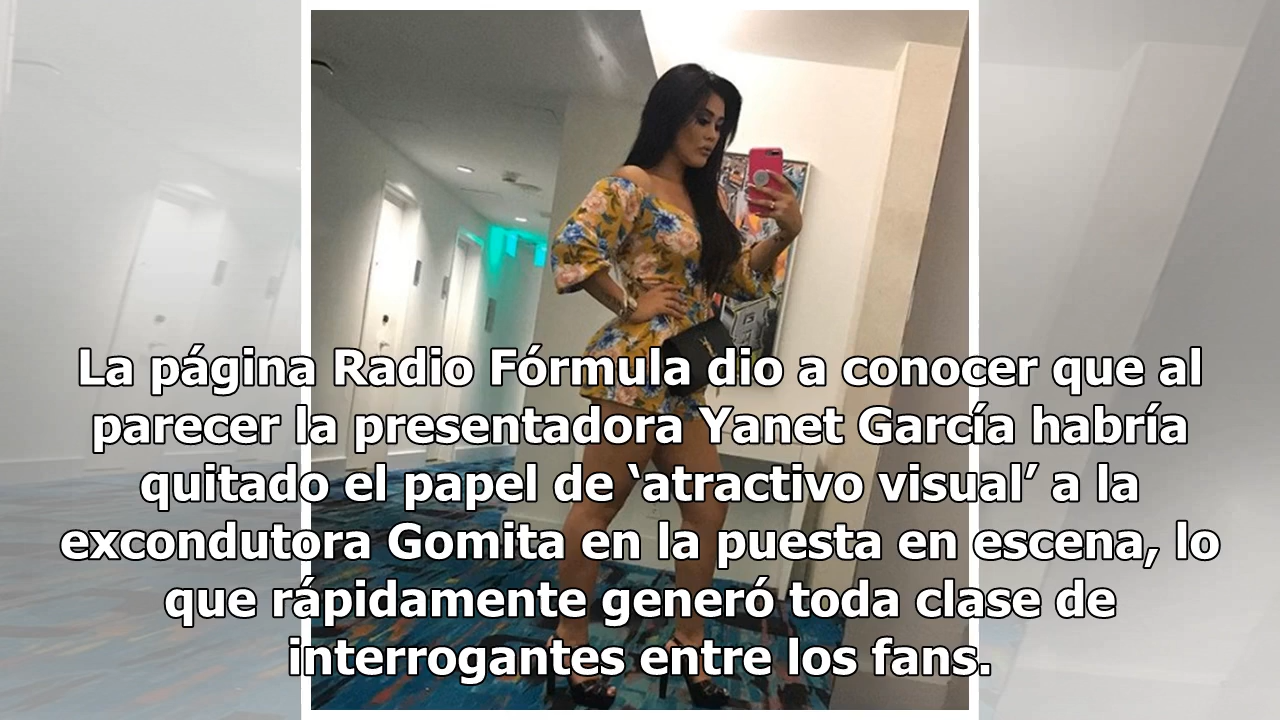 La página Radio Fórmula dio a conocer que al
parecer la presentadora Yanet García habría
quitado el papel de ‘atractivo visual’ a la
excondutora Gomita en la puesta en escena, lo
que rápidamente generó toda clase de
interrogantes entre los fans.